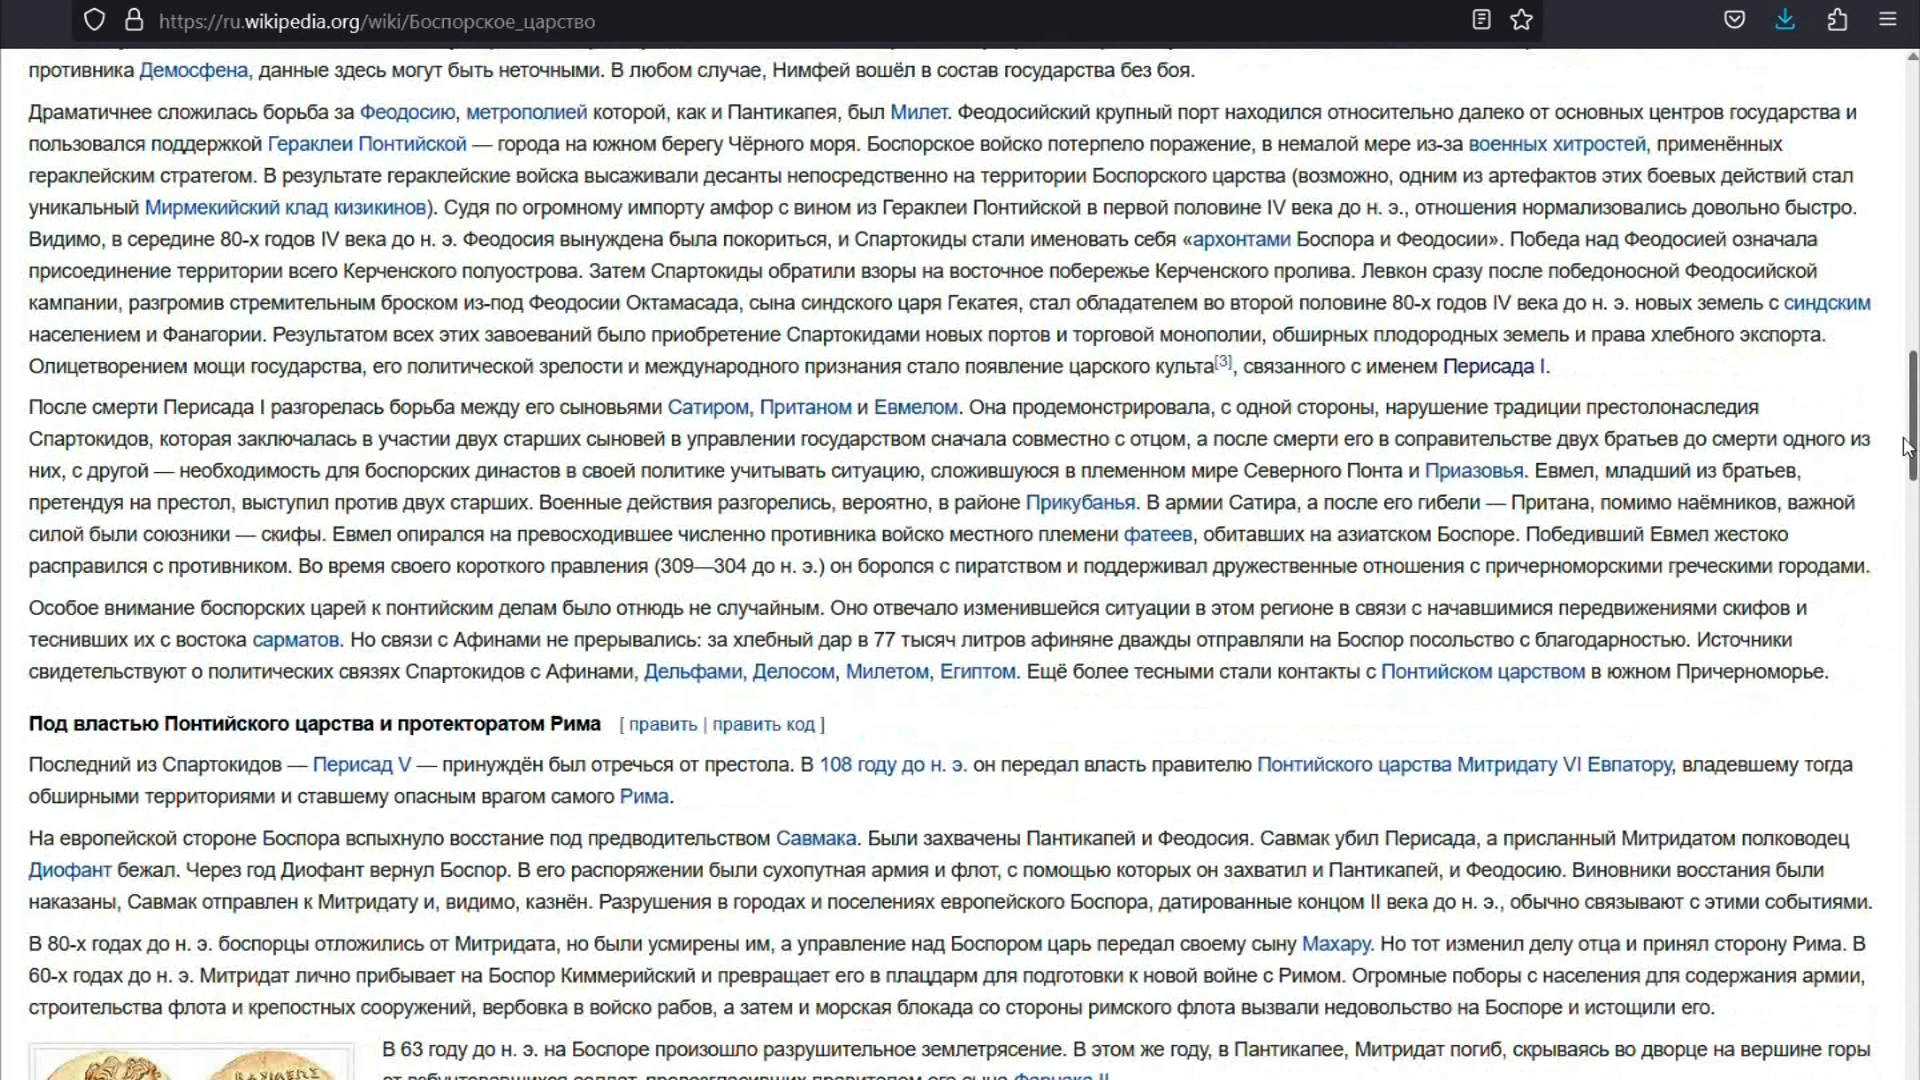 https://ru.wikipedia.org/wiki/Боспорское_царство
противника Демосфена, данные здесь могут быть неточными. В любом случае, Нимфей вошёл в состав государства без боя.
Драматичнее сложилась борьба за Феодосию, метрополией которой, как и Пантикапея, был Милет. Феодосийский крупный порт находился относительно далеко от основных центров государства и
пользовался поддержкой Гераклеи Понтийской — города на южном берегу Чёрного моря. Боспорское войско потерпело поражение, в немалой мере из-за военных хитростей, применённых
гераклейским стратегом. В результате гераклейские войска высаживали десанты непосредственно на территории Боспорского царства (возможно, одним из артефактов этих боевых действий стал
уникальный Мирмекийский клад кизикинов). Судя по огромному импорту амфор с вином из Гераклеи Понтийской в первой половине IV века до н. э., отношения нормализовались довольно быстро.
Видимо, в середине 80-х годов IV века до н. э. Феодосия вынуждена была покориться, и Спартокиды стали именовать себя «архонтами Боспора и Феодосии». Победа над Феодосией означала
присоединение территории всего Керченского полуострова. Затем Спартокиды обратили взоры на восточное побережье Керченского пролива. Левкон сразу после победоносной Феодосийской
кампании, разгромив стремительным броском из-под Феодосии Октамасада, сына синдского царя Гекатея, стал обладателем во второй половине 80-х годов IV века до н. э. новых земель с синдским
населением и Фанагории. Результатом всех этих завоеваний было приобретение Спартокидами новых портов и торговой монополии, обширных плодородных земель и права хлебного экспорта.
Олицетворением мощи государства, его политической зрелости и международного признания стало появление царского культа[3], связанного с именем Перисада I.
После смерти Перисада I разгорелась борьба между его сыновьями Сатиром, Пританом и Евмелом. Она продемонстрировала, с одной стороны, нарушение традиции престолонаследия
Спартокидов, которая заключалась в участии двух старших сыновей в управлении государством сначала совместно с отцом, а после смерти его в соправительстве двух братьев до смерти одного из
них, с другой — необходимость для боспорских династов в своей политике учитывать ситуацию, сложившуюся в племенном мире Северного Понта и Приазовья. Евмел, младший из братьев,
претендуя на престол, выступил против двух старших. Военные действия разгорелись, вероятно, в районе Прикубанья. В армии Сатира, а после его гибели — Притана, помимо наёмников, важной
силой были союзники — скифы. Евмел опирался на превосходившее численно противника войско местного племени фатеев, обитавших на азиатском Боспоре. Победивший Евмел жестоко
расправился с противником. Во время своего короткого правления (309—304 до н. э.) он боролся с пиратством и поддерживал дружественные отношения с причерноморскими греческими городами.
Особое внимание боспорских царей к понтийским делам было отнюдь не случайным. Оно отвечало изменившейся ситуации в этом регионе в связи с начавшимися передвижениями скифов и
теснивших их с востока сарматов. Но связи с Афинами не прерывались: за хлебный дар в 77 тысяч литров афиняне дважды отправляли на Боспор посольство с благодарностью. Источники
свидетельствуют о политических связях Спартокидов с Афинами, Дельфами, Делосом, Милетом, Египтом. Ещё более тесными стали контакты с Понтийском царством в южном Причерноморье.
Под властью Понтийского царства и протекторатом Рима [ править | править код ]
Последний из Спартокидов — Перисад V — принуждён был отречься от престола. В 108 году до н. э. он передал власть правителю Понтийского царства Митридату VI Евпатору, владевшему тогда
обширными территориями и ставшему опасным врагом самого Рима.
На европейской стороне Боспора вспыхнуло восстание под предводительством Савмака. Были захвачены Пантикапей и Феодосия. Савмак убил Перисада, а присланный Митридатом полководец
Диофант бежал. Через год Диофант вернул Боспор. В его распоряжении были сухопутная армия и флот, с помощью которых он захватил и Пантикапей, и Феодосию. Виновники восстания были
наказаны, Савмак отправлен к Митридату и, видимо, казнён. Разрушения в городах и поселениях европейского Боспора, датированные концом II века до н. э., обычно связывают с этими событиями.
В 80-х годах до н. э. боспорцы отложились от Митридата, но были усмирены им, а управление над Боспором царь передал своему сыну Махару. Но тот изменил делу отца и принял сторону Рима. В
60-х годах до н. э. Митридат лично прибывает на Боспор Киммерийский и превращает его в плацдарм для подготовки к новой войне с Римом. Огромные поборы с населения для содержания армии,
строительства флота и крепостных сооружений, вербовка в войско рабов, а затем и морская блокада со стороны римского флота вызвали недовольство на Боспоре и истощили его.
В 63 году до н. э. на Боспоре произошло разрушительное землетрясение. В этом же году, в Пантикапее, Митридат погиб, скрываясь во дворце на вершине горы